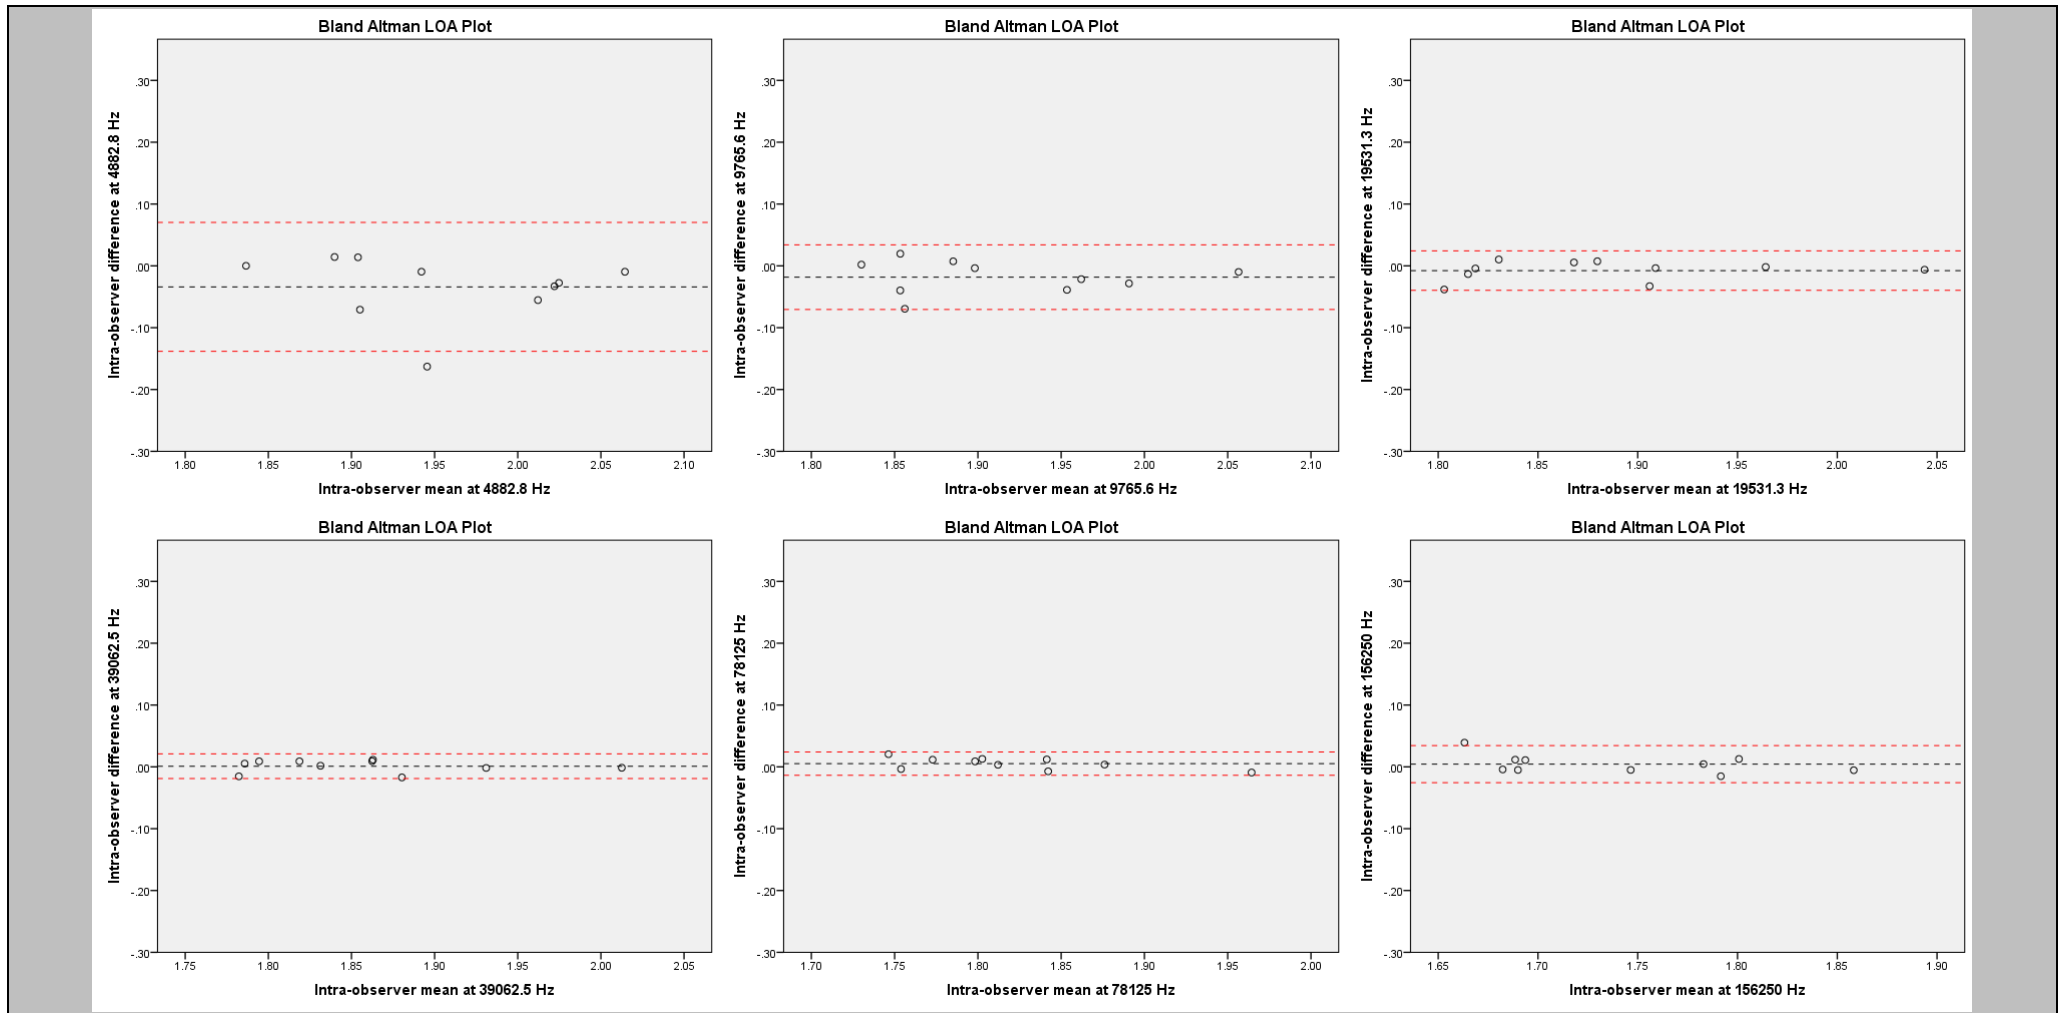 Bland Altman LOA Plot
Intra-observer difference at 4882.8 Hz
.30
.20
.10
.00
-.10
-.20
-.30
1.80 1.85 1.90 1.95 2.00 2.05 2.10
Intra-observer mean at 4882.8 Hz
Bland Altman LOA Plot
Intra-observer difference at 9765.6 Hz
.30
.20
.10
.00
-.10
-.20
-.30
1.80 1.85 1.90 1.95 2.00 2.05 2.10
Intra-observer mean at 9765.6 Hz
Bland Altman LOA Plot
Intra-observer difference at 19531.3 Hz
.30
.20
.10
.00
-.10
-.20
-.30
1.80 1.85 1.90 1.95 2.00 2.05
Intra-observer mean at 19531.3 Hz
Bland Altman LOA Plot
Intra-observer difference at 39062.5 Hz
.30
.20
.10
.00
-.10
-.20
-.30
1.75 1.80 1.85 1.90 1.95 2.00 2.05
Intra-observer mean at 39062.5 Hz
Bland Altman LOA Plot
Intra-observer difference at 78125 Hz
.30
.20
.10
.00
-.10
-.20
-.30
1.70 1.75 1.80 1.85 1.90 1.95 2.00
Intra-observer mean at 78125 Hz
Bland Altman LOA Plot
Intra-observer difference at 156250 Hz
.30
.20
.10
.00
-.10
-.20
-.30
1.65 1.70 1.75 1.80 1.85 1.90
Intra-observer mean at 156250 Hz